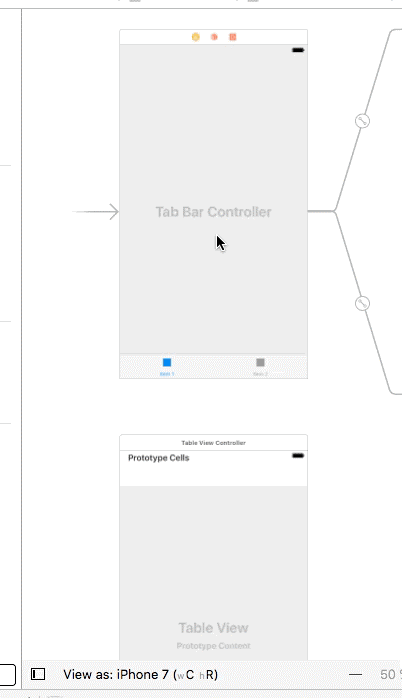 Tab Bar Controller
Item 1
Item 2
Table View Controller
Prototype Cells
Table View
Prototype Content
View as: iPhone 7 (wC hR)
50